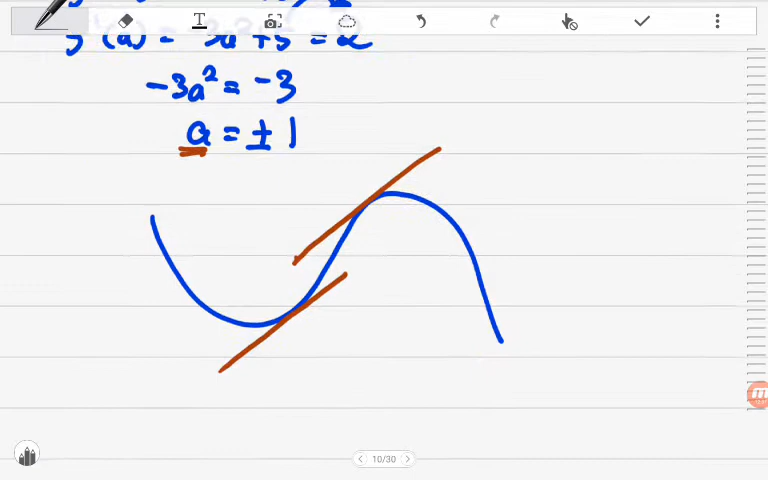 -3a² = -3
a = ± 1
10/30